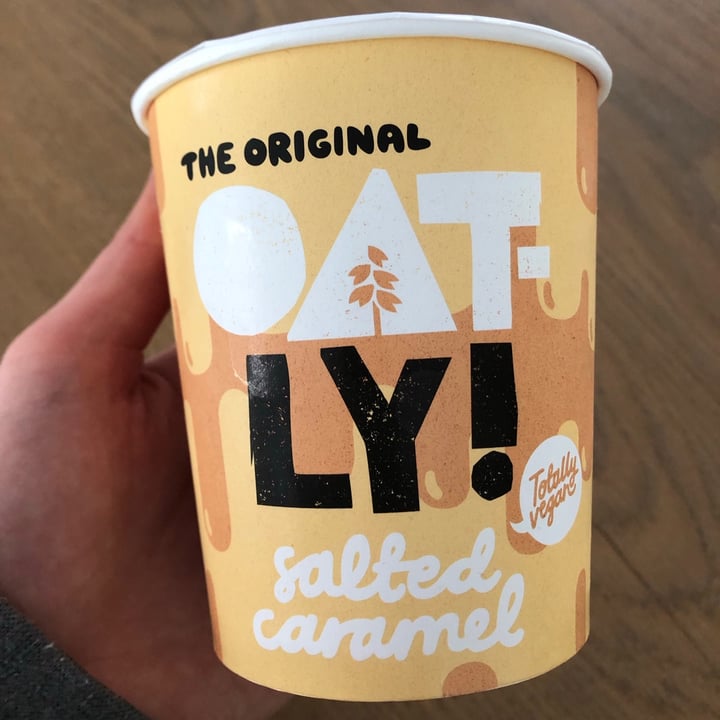 THE ORIGINAL
OAT-
LY!
Totally
vegan
salted
caramel